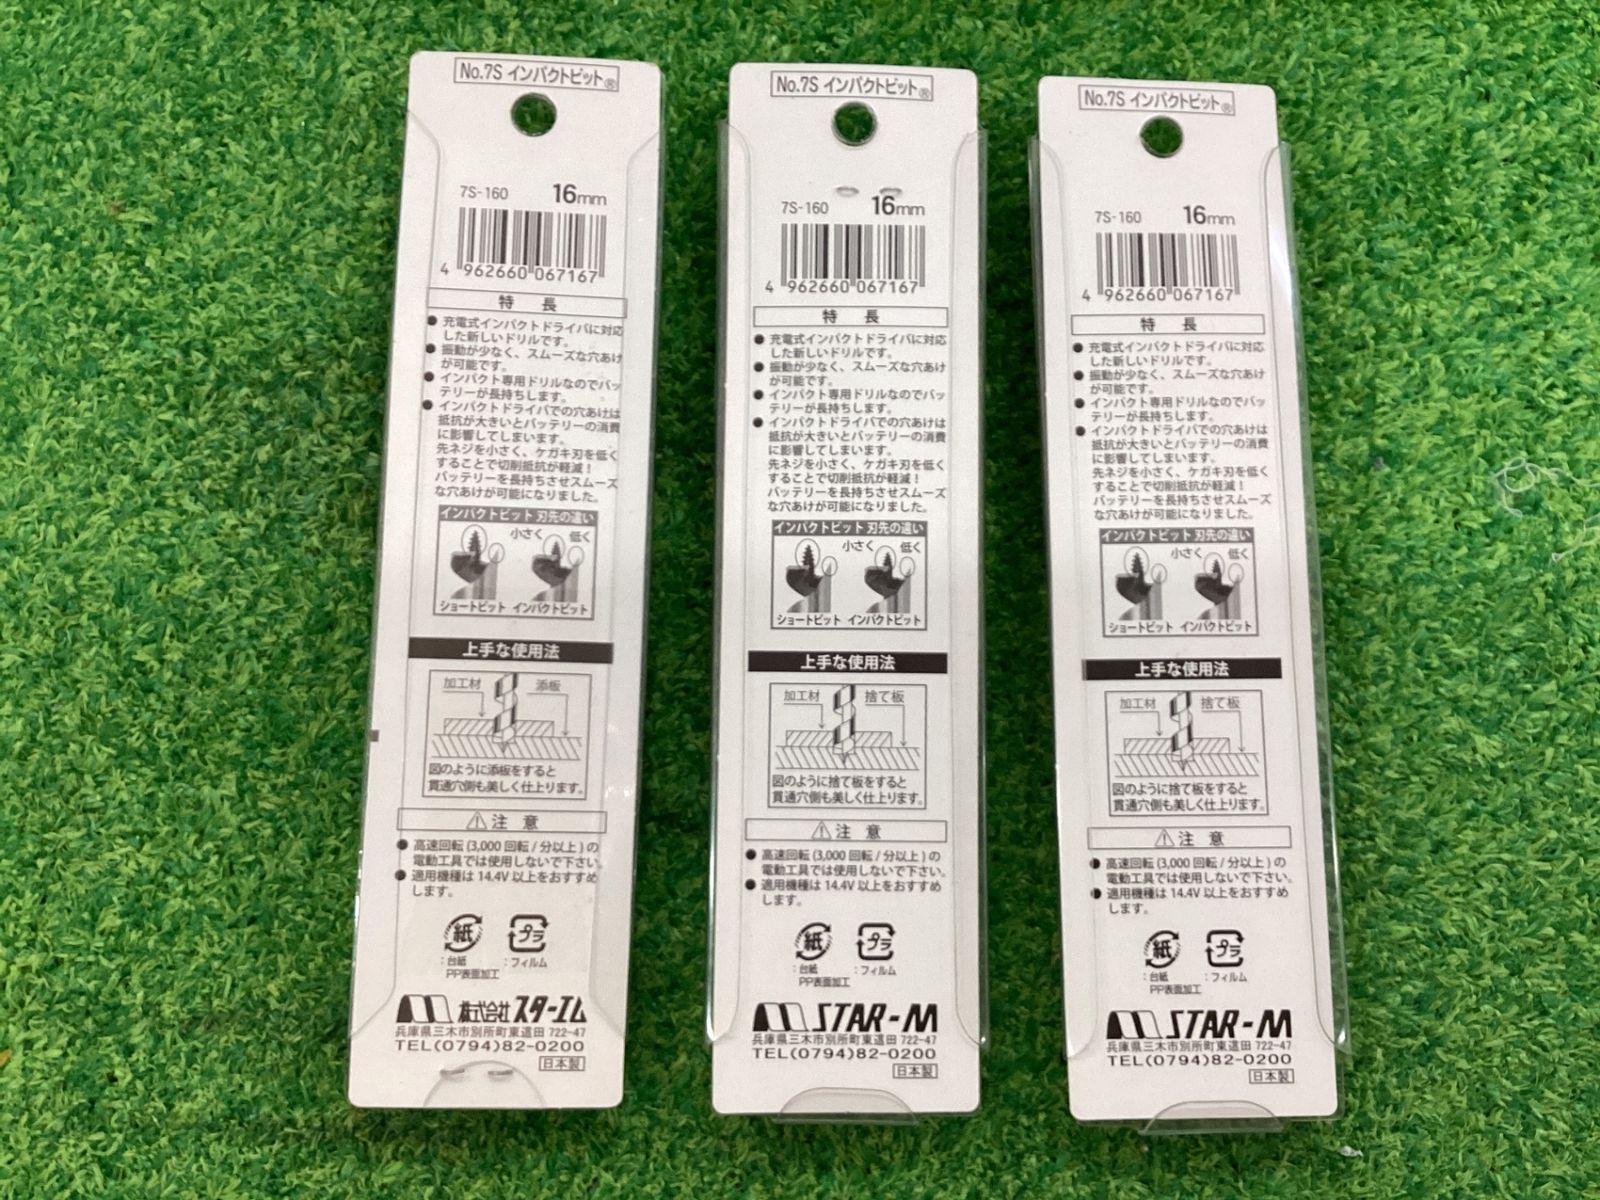 No.7S インパクトビット®
7S-160 16mm
4 962660 067167
特 長
● 充電式インパクトドライバに対応
した新しいドリルです。
● 振動が少なく、スムーズな穴あけ
が可能です。
● インパクト専用ドリルなのでバッ
テリーが長持ちします。
● インパクトドライバでの穴あけは
抵抗が大きいとバッテリーの消費
に影響してしまいます。
先ネジを小さく、ケガキ刃を低く
することで切削抵抗が軽減!
バッテリーを長持ちさせスムーズ
な穴あけが可能になりました。
インパクトビット 刃先の違い
小さく 低く
ショートビット インパクトビット
上手な使用法
加工材 添板
図のように添板をすると
貫通穴側も美しく仕上ります。
⚠注 意
● 高速回転(3,000 回転/分以上)の
電動工具では使用しないで下さい。
● 適用機種は 14.4V 以上をおすすめ
します。
紙 プラ
:台紙 :フィルム
PP表面加工
株式会社 スターエム
兵庫県三木市別所町東這田 722-47
TEL(0794)82-0200
日本製
No.7S インパクトビット®
7S-160 16mm
4 962660 067167
特 長
● 充電式インパクトドライバに対応
した新しいドリルです。
● 振動が少なく、スムーズな穴あけ
が可能です。
● インパクト専用ドリルなのでバッ
テリーが長持ちします。
● インパクトドライバでの穴あけは
抵抗が大きいとバッテリーの消費
に影響してしまいます。
先ネジを小さく、ケガキ刃を低く
することで切削抵抗が軽減!
バッテリーを長持ちさせスムーズ
な穴あけが可能になりました。
インパクトビット 刃先の違い
小さく 低く
ショートビット インパクトビット
上手な使用法
加工材 捨て板
図のように捨て板をすると
貫通穴側も美しく仕上ります。
⚠注 意
● 高速回転(3,000 回転/分以上)の
電動工具では使用しないで下さい。
● 適用機種は 14.4V 以上をおすすめ
します。
紙 プラ
:台紙 :フィルム
PP表面加工
STAR-M
兵庫県三木市別所町東這田 722-47
TEL(0794)82-0200
日本製
No.7S インパクトビット®
7S-160 16mm
4 962660 067167
特 長
● 充電式インパクトドライバに対応
した新しいドリルです。
● 振動が少なく、スムーズな穴あけ
が可能です。
● インパクト専用ドリルなのでバッ
テリーが長持ちします。
● インパクトドライバでの穴あけは
抵抗が大きいとバッテリーの消費
に影響してしまいます。
先ネジを小さく、ケガキ刃を低く
することで切削抵抗が軽減!
バッテリーを長持ちさせスムーズ
な穴あけが可能になりました。
インパクトビット 刃先の違い
小さく 低く
ショートビット インパクトビット
上手な使用法
加工材 捨て板
図のように捨て板をすると
貫通穴側も美しく仕上ります。
⚠注 意
● 高速回転(3,000 回転/分以上)の
電動工具では使用しないで下さい。
● 適用機種は 14.4V 以上をおすすめ
します。
紙 プラ
:台紙 :フィルム
PP表面加工
STAR-M
兵庫県三木市別所町東這田 722-47
TEL(0794)82-0200
日本製